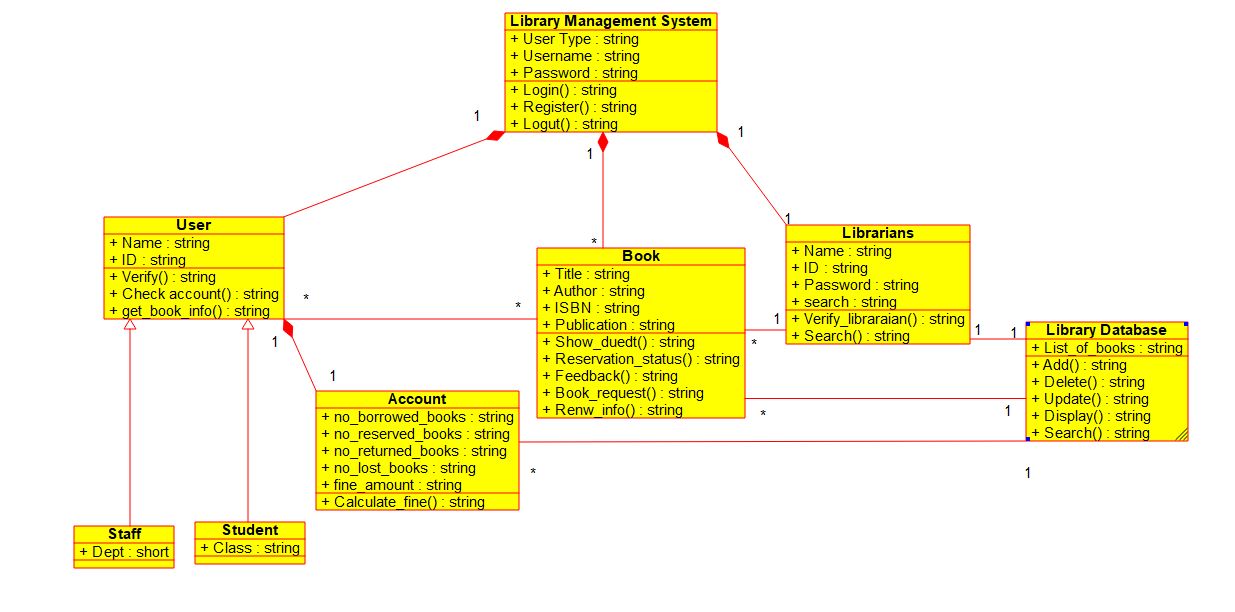 Library Management System
+ User Type : string
+ Username : string
+ Password : string
+ Login() : string
+ Register() : string
+ Logut() : string
1
1
1
User
+ Name : string
+ ID : string
+ Verify() : string
+ Check account() : string
+ get_book_info() : string
*
Book
+ Title : string
+ Author : string
+ ISBN : string
+ Publication : string
+ Show_duedt() : string
+ Reservation_status() : string
+ Feedback() : string
+ Book_request() : string
+ Renw_info() : string
1
Librarians
+ Name : string
+ ID : string
+ Password : string
+ search : string
+ Verify_libraraian() : string
+ Search() : string
*
*
1
*
1
1
Library Database
+ List_of_books : string
+ Add() : string
+ Delete() : string
+ Update() : string
+ Display() : string
+ Search() : string
1
1
Account
+ no_borrowed_books : string
+ no_reserved_books : string
+ no_returned_books : string
+ no_lost_books : string
+ fine_amount : string
+ Calculate_fine() : string
*
1
*
1
Staff
+ Dept : short
Student
+ Class : string